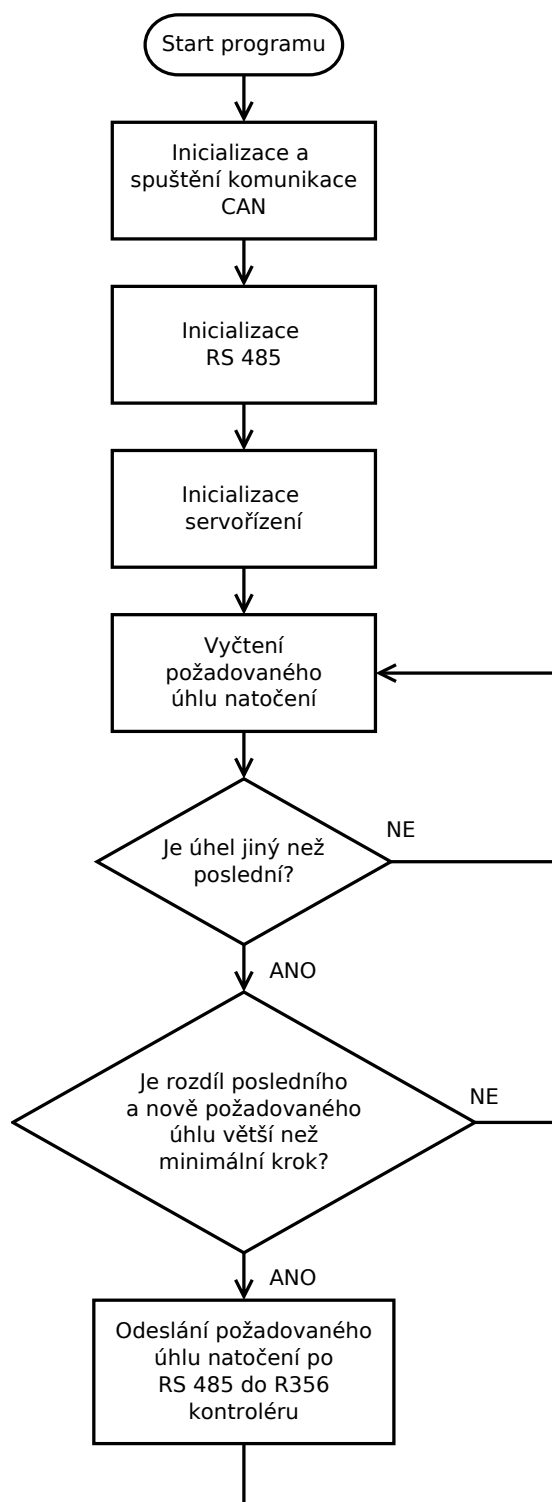 Start programu
Inicializace a
spuštění komunikace
CAN
Inicializace
RS 485
Inicializace
servořízení
Vyčtení
požadovaného
úhlu natočení
Je úhel jiný než
poslední?
NE
ANO
Je rozdíl posledního
a nově požadovaného
úhlu větší než
minimální krok?
NE
ANO
Odeslání požadovaného
úhlu natočení po
RS 485 do R356
kontroléru